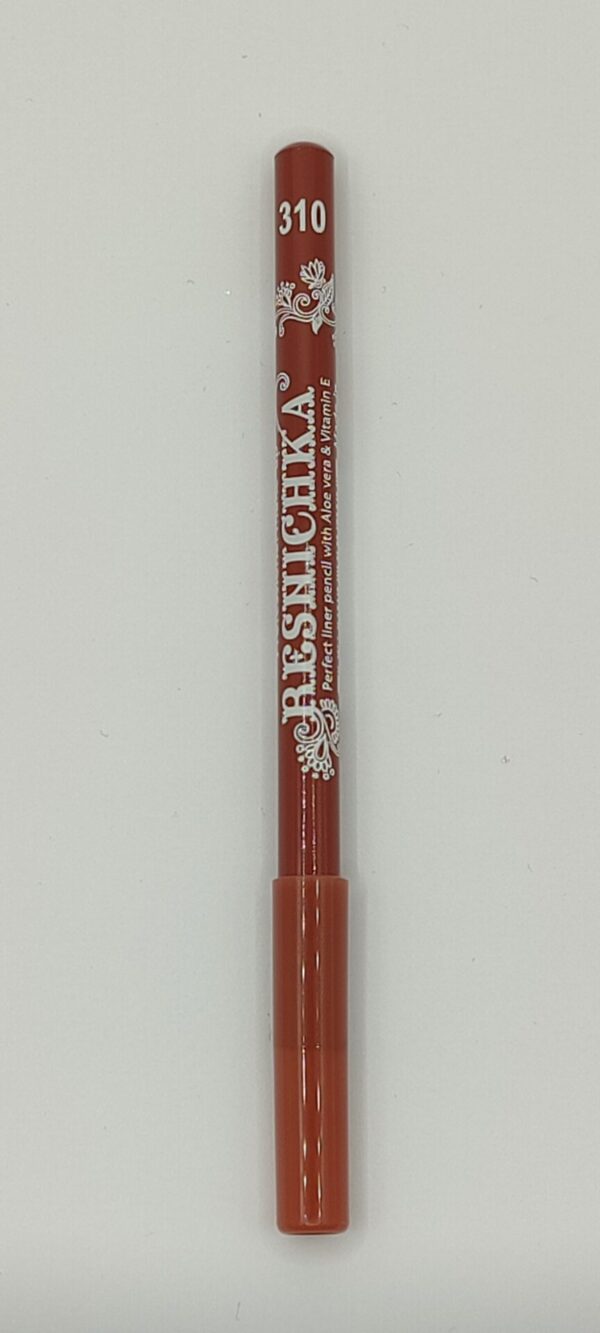 310
RESNICHKA
Perfect liner pencil with Aloe vera & Vitamin E